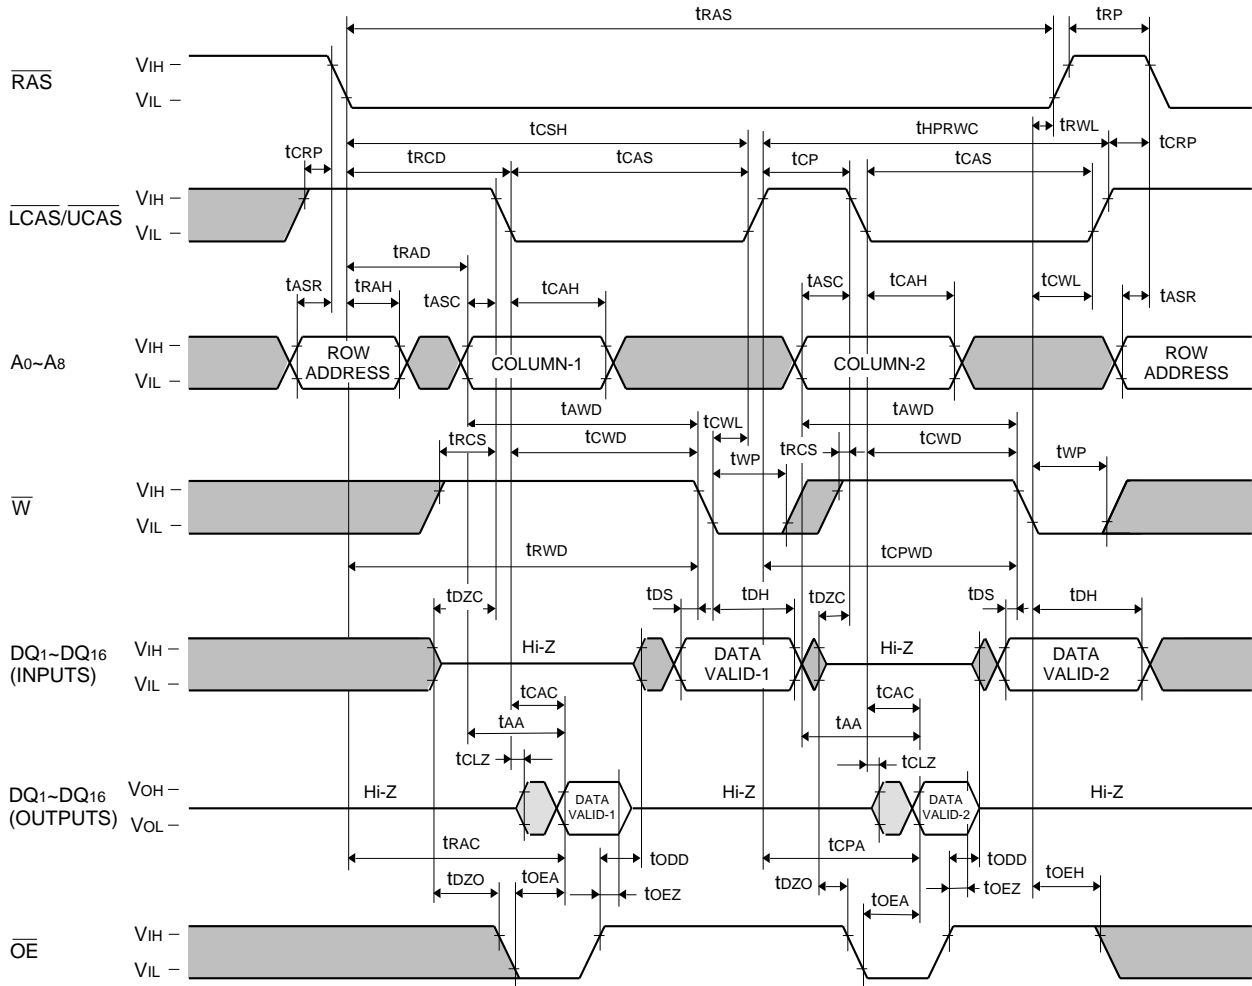 tRAS
tRP
RAS
VIH
VIL
tCSH
tHPRWC
tRWL
tCRP
tRCD
tCAS
tCP
tCAS
tCRP
LCAS/UCAS
VIH
VIL
tRAD
tASR
tRAH
tASC
tCAH
tASC
tCAH
tCWL
tASR
A0~A8
VIH
VIL
ROW
ADDRESS
COLUMN-1
COLUMN-2
ROW
ADDRESS
tAWD
tCWL
tAWD
tRCS
tCWD
tWP
tRCS
tCWD
tWP
W
VIH
VIL
tRWD
tCPWD
tDZC
tDS
tDH
tDZC
tDS
tDH
DQ1~DQ16
(INPUTS)
VIH
VIL
Hi-Z
DATA
VALID-1
Hi-Z
DATA
VALID-2
tCAC
tCAC
tAA
tAA
tCLZ
tCLZ
DQ1~DQ16
(OUTPUTS)
VOH
VOL
Hi-Z
DATA
VALID-1
Hi-Z
DATA
VALID-2
Hi-Z
tRAC
tODD
tCPA
tODD
tDZO
tOEA
tOEZ
tDZO
tOEA
tOEZ
tOEH
OE
VIH
VIL